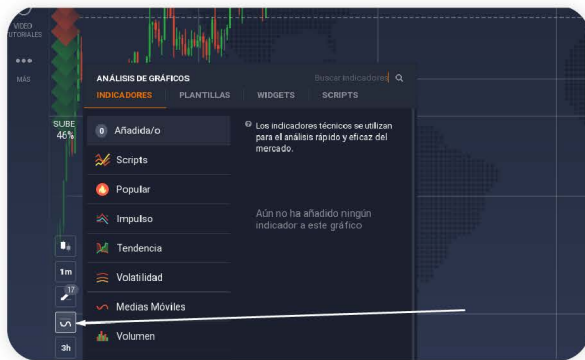 VIDEO
TUTORIALES
MÁS
SUBE
46%
ANÁLISIS DE GRÁFICOS
Buscar indicadores
INDICADORES
PLANTILLAS
WIDGETS
SCRIPTS
0 Añadida/o
Scripts
Popular
Impulso
Tendencia
Volatilidad
Medias Móviles
Volumen
Los indicadores técnicos se utilizan
para el análisis rápido y eficaz del
mercado.
Aún no ha añadido ningún
indicador a este gráfico
1m
17
3h